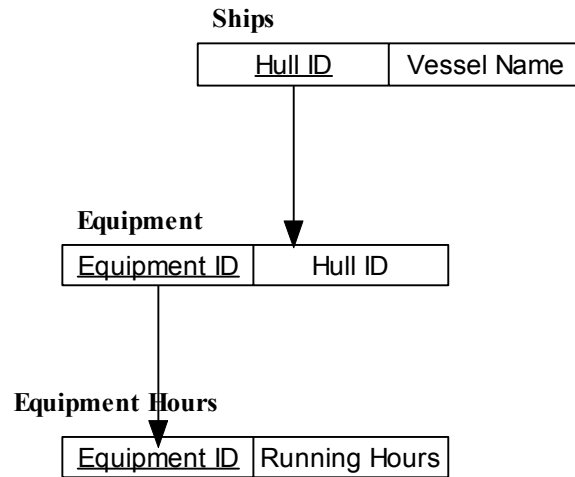 Ships
Hull ID Vessel Name
Equipment
Equipment ID Hull ID
Equipment Hours
Equipment ID Running Hours